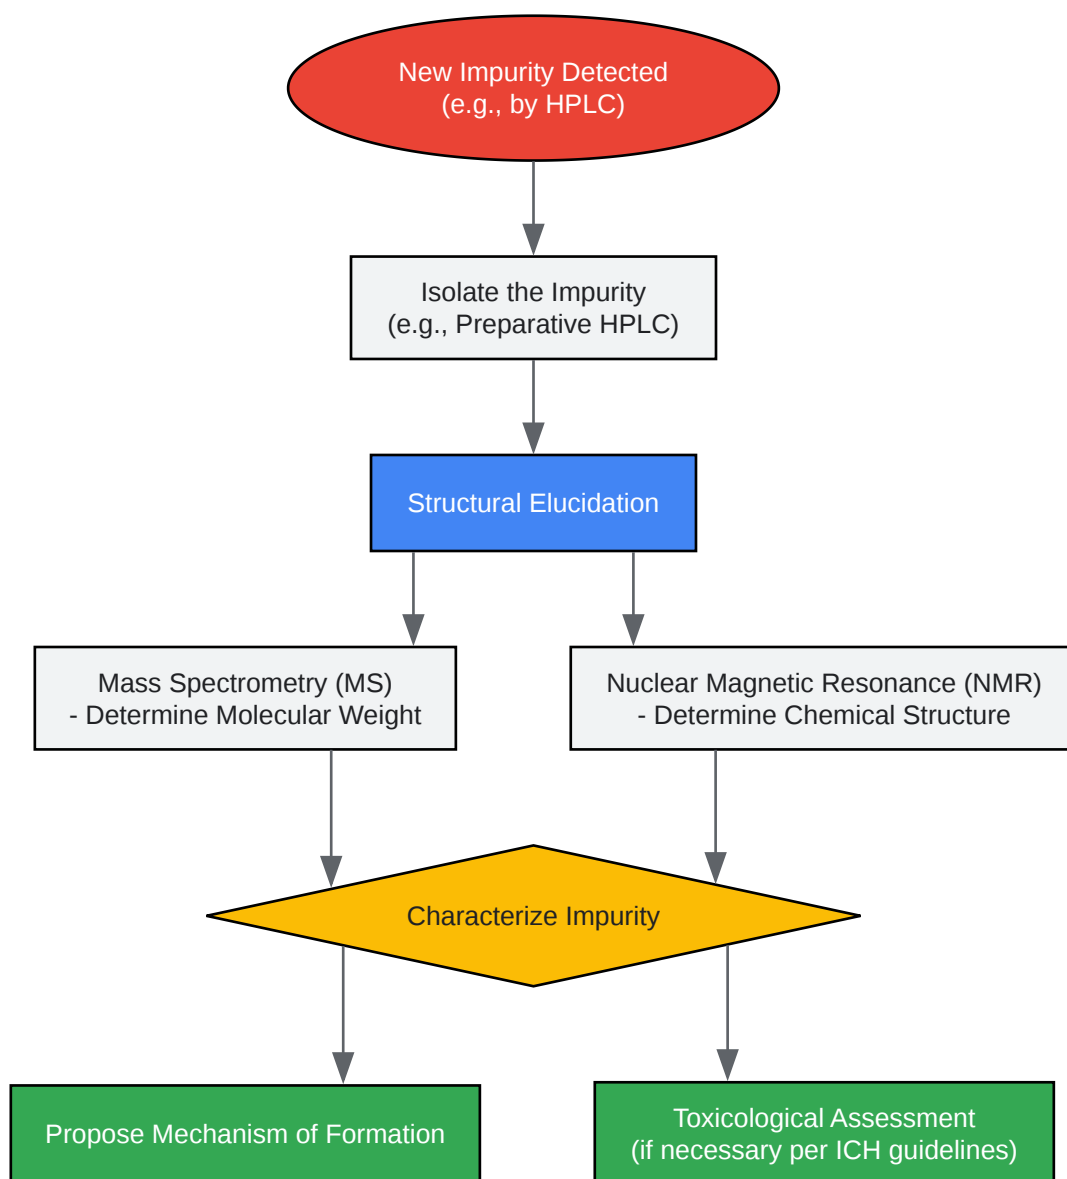 New Impurity Detected
(e.g., by HPLC)
Isolate the Impurity
(e.g., Preparative HPLC)
Structural Elucidation
Mass Spectrometry (MS)
- Determine Molecular Weight
Nuclear Magnetic Resonance (NMR)
- Determine Chemical Structure
Characterize Impurity
Propose Mechanism of Formation
Toxicological Assessment
(if necessary per ICH guidelines)